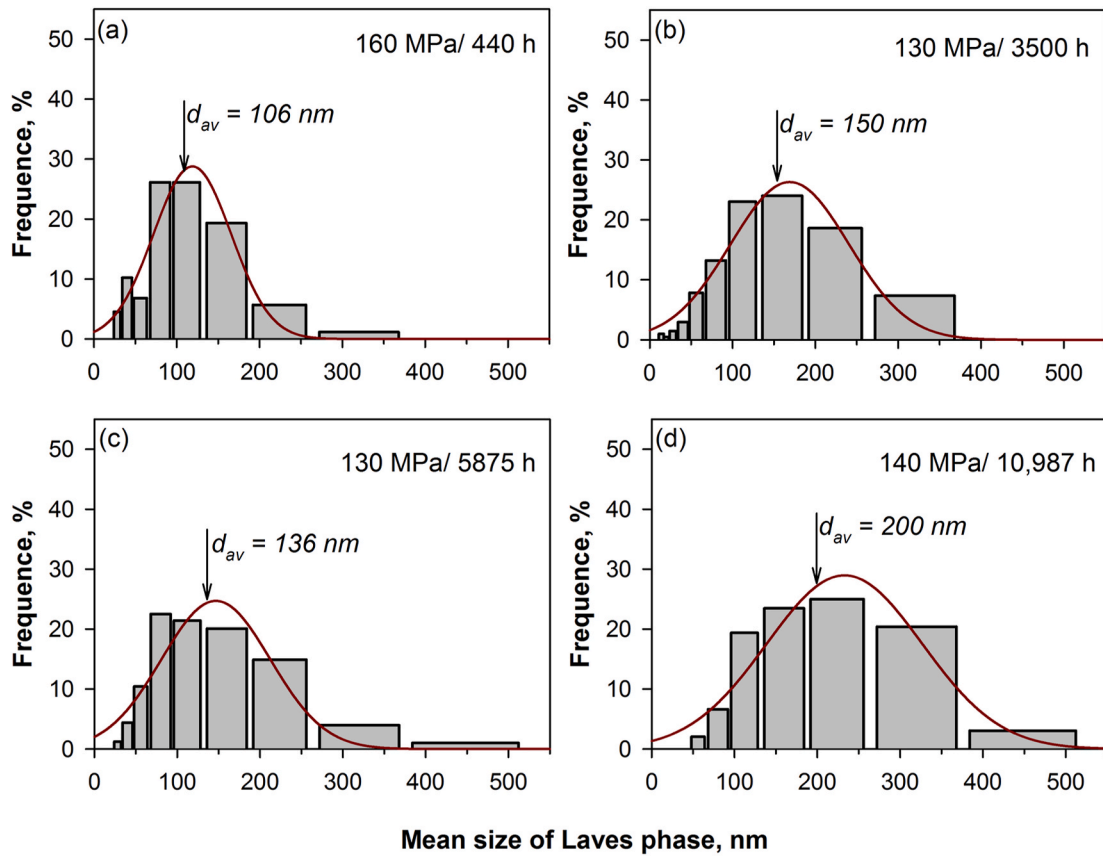 (a)
160 MPa/ 440 h
d_av = 106 nm
Frequence, %
50
40
30
20
10
0
0 100 200 300 400 500
(b)
130 MPa/ 3500 h
d_av = 150 nm
Frequence, %
50
40
30
20
10
0
0 100 200 300 400 500
(c)
130 MPa/ 5875 h
d_av = 136 nm
Frequence, %
50
40
30
20
10
0
0 100 200 300 400 500
(d)
140 MPa/ 10,987 h
d_av = 200 nm
Frequence, %
50
40
30
20
10
0
0 100 200 300 400 500
Mean size of Laves phase, nm